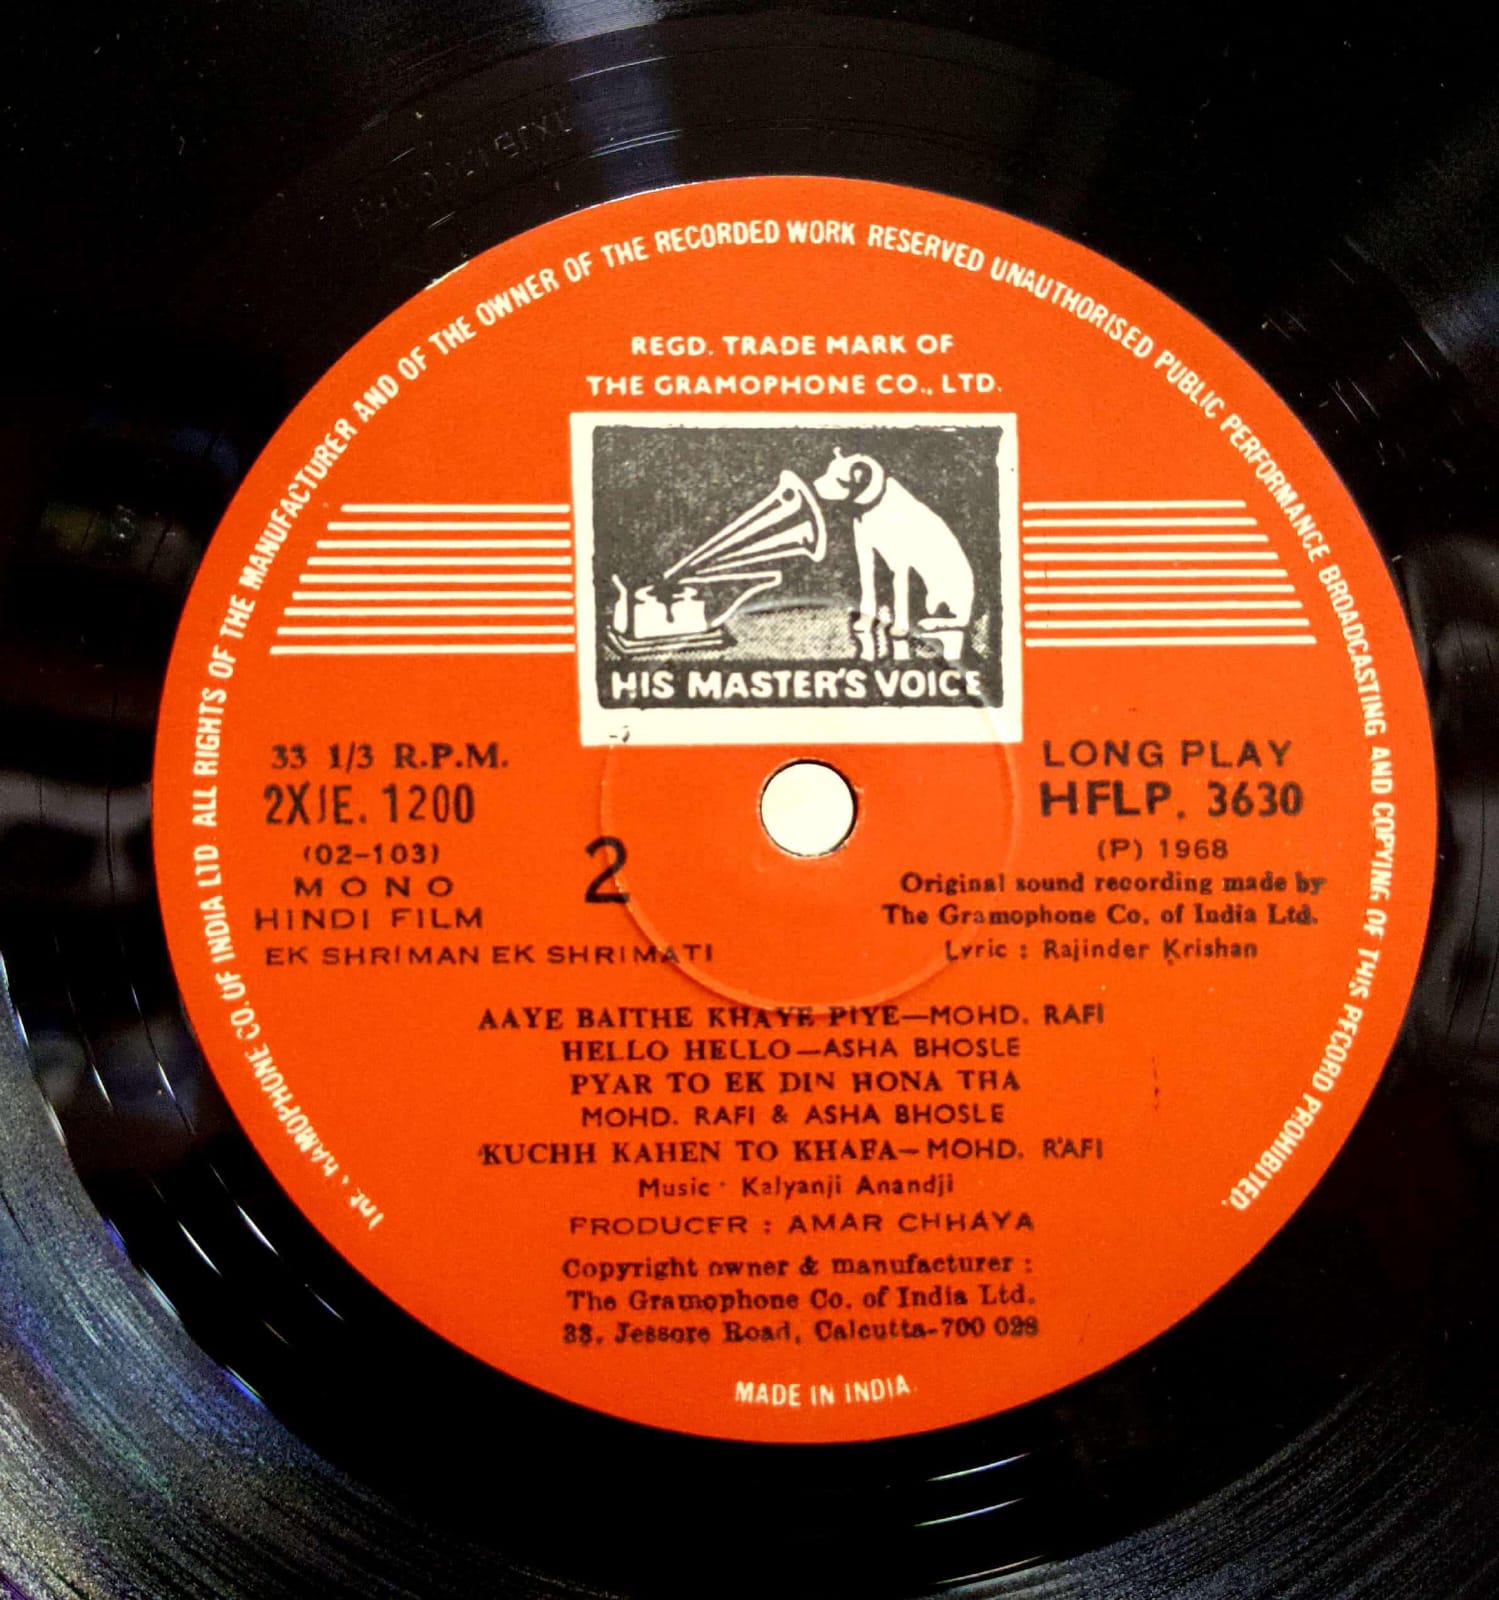 ALL RIGHTS OF THE MANUFACTURER AND OF THE OWNER OF THE RECORDED WORK RESERVED UNAUTHORISED PUBLIC PERFORMANCE BROADCASTING AND COPYING OF THIS RECORD PROHIBITED.
REGD. TRADE MARK OF
THE GRAMOPHONE CO., LTD.
HIS MASTER'S VOICE
33 1/3 R.P.M.
2XJE. 1200
(02-103)
MONO
HINDI FILM
EK SHRIMAN EK SHRIMATI
2
LONG PLAY
HFLP. 3630
(P) 1968
Original sound recording made by
The Gramophone Co. of India Ltd.
Lyric : Rajinder Krishan
AAYE BAITHE KHAYE PIYE—MOHD. RAFI
HELLO HELLO—ASHA BHOSLE
PYAR TO EK DIN HONA THA
MOHD. RAFI & ASHA BHOSLE
KUCHH KAHEN TO KHAFA—MOHD. RAFI
Music : Kalyanji Anandji
PRODUCER : AMAR CHHAYA
Copyright owner & manufacturer :
The Gramophone Co. of India Ltd.
33, Jessore Road, Calcutta-700 028
MADE IN INDIA.
GRAMOPHONE CO. OF INDIA LTD.